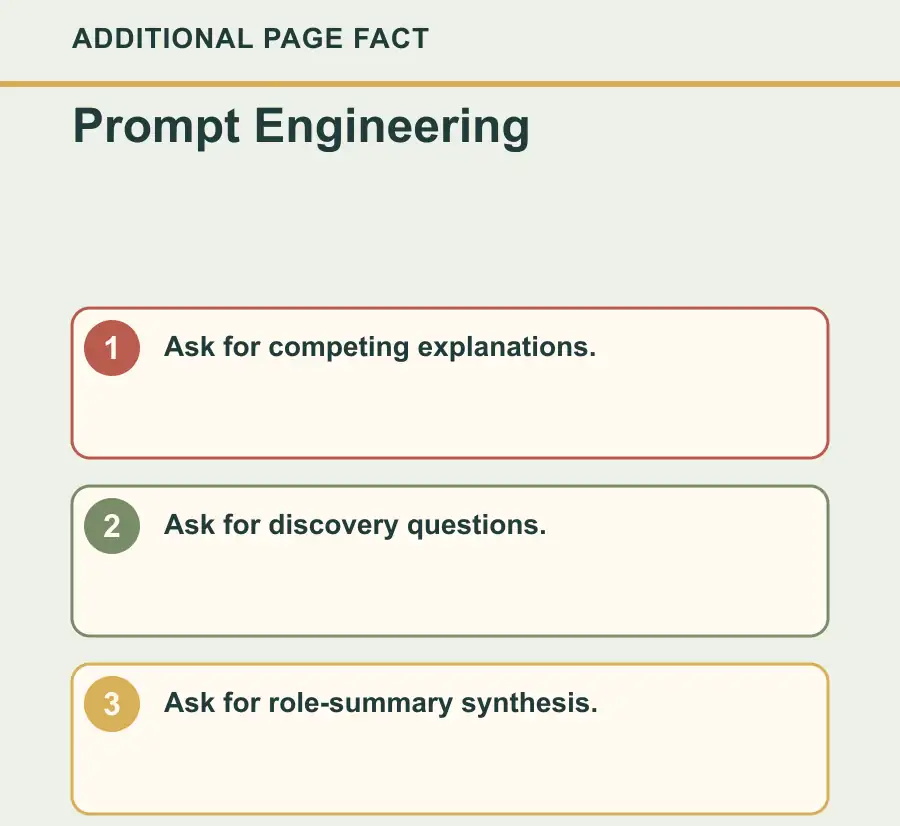 ADDITIONAL PAGE FACT
Prompt Engineering
1 Ask for competing explanations.
2 Ask for discovery questions.
3 Ask for role-summary synthesis.